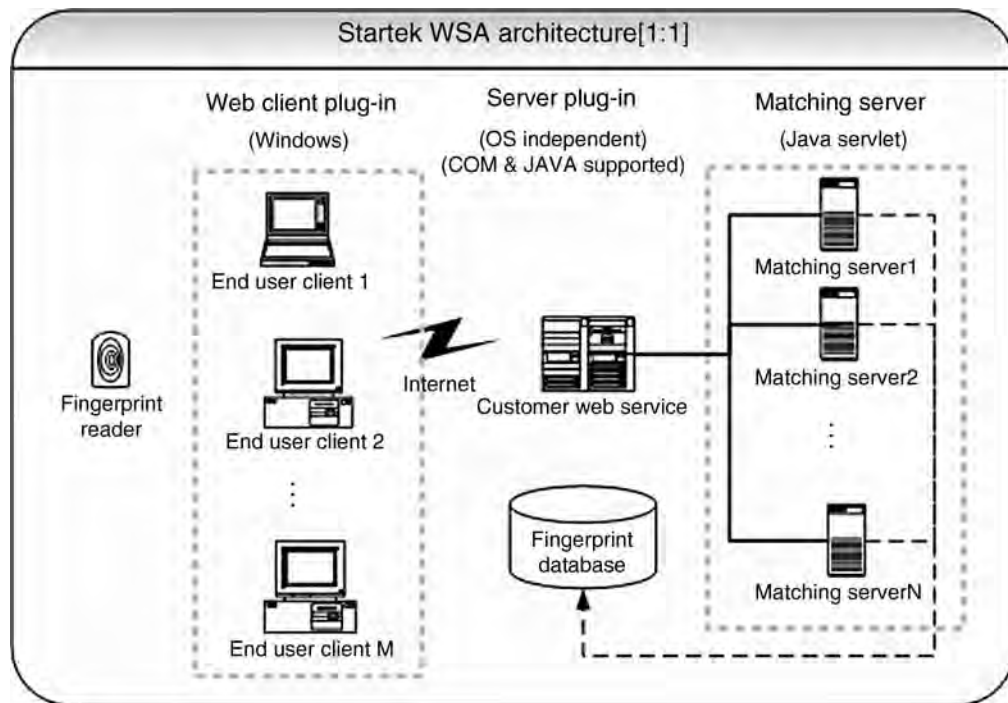 Startek WSA architecture[1:1]
Web client plug-in
(Windows)
Server plug-in
(OS independent)
(COM & JAVA supported)
Matching server
(Java servlet)
Fingerprint
reader
End user client 1
End user client 2
⋮
End user client M
Internet
Customer web service
Fingerprint
database
Matching server1
Matching server2
⋮
Matching serverN